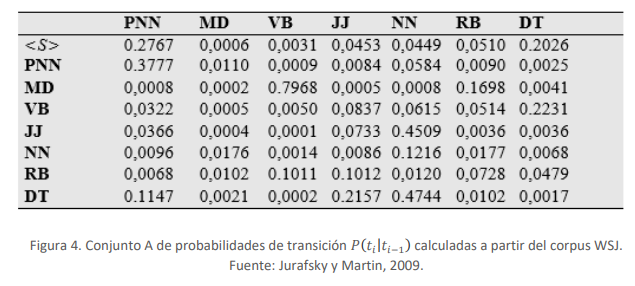 PNN MD VB JJ NN RB DT
<S> 0.2767 0,0006 0,0031 0,0453 0,0449 0,0510 0.2026
PNN 0.3777 0,0110 0,0009 0,0084 0,0584 0,0090 0,0025
MD 0,0008 0,0002 0.7968 0,0005 0,0008 0.1698 0,0041
VB 0,0322 0,0005 0,0050 0,0837 0,0615 0,0514 0.2231
JJ 0,0366 0,0004 0,0001 0,0733 0.4509 0,0036 0,0036
NN 0,0096 0,0176 0,0014 0,0086 0.1216 0,0177 0,0068
RB 0,0068 0,0102 0.1011 0.1012 0,0120 0,0728 0,0479
DT 0.1147 0,0021 0,0002 0.2157 0.4744 0,0102 0,0017
Figura 4. Conjunto A de probabilidades de transición P(tᵢ|tᵢ₋₁) calculadas a partir del corpus WSJ.
Fuente: Jurafsky y Martin, 2009.